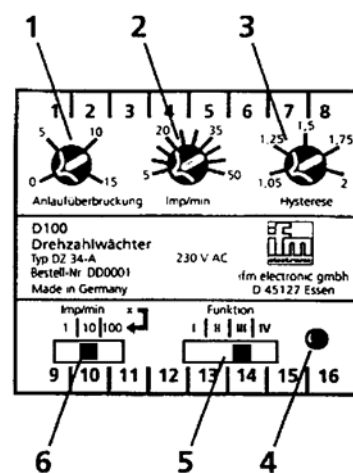 1 2 3
1 2 3 4 5 6 7 8
5 10 20 35 1,25 1,5 1,75
0 15 5 50 1,05 2
Anlaufüberbrückung Imp/min Hysterese
D100
Drehzahlwächter
Typ DZ 34-A
230 V AC
Bestell-Nr DD0001
Made in Germany
ifm
ifm electronic gmbh
D 45127 Essen
Imp/min x Funktion
1 10 100 I II III IV
9 10 11 12 13 14 15 16
6 5 4